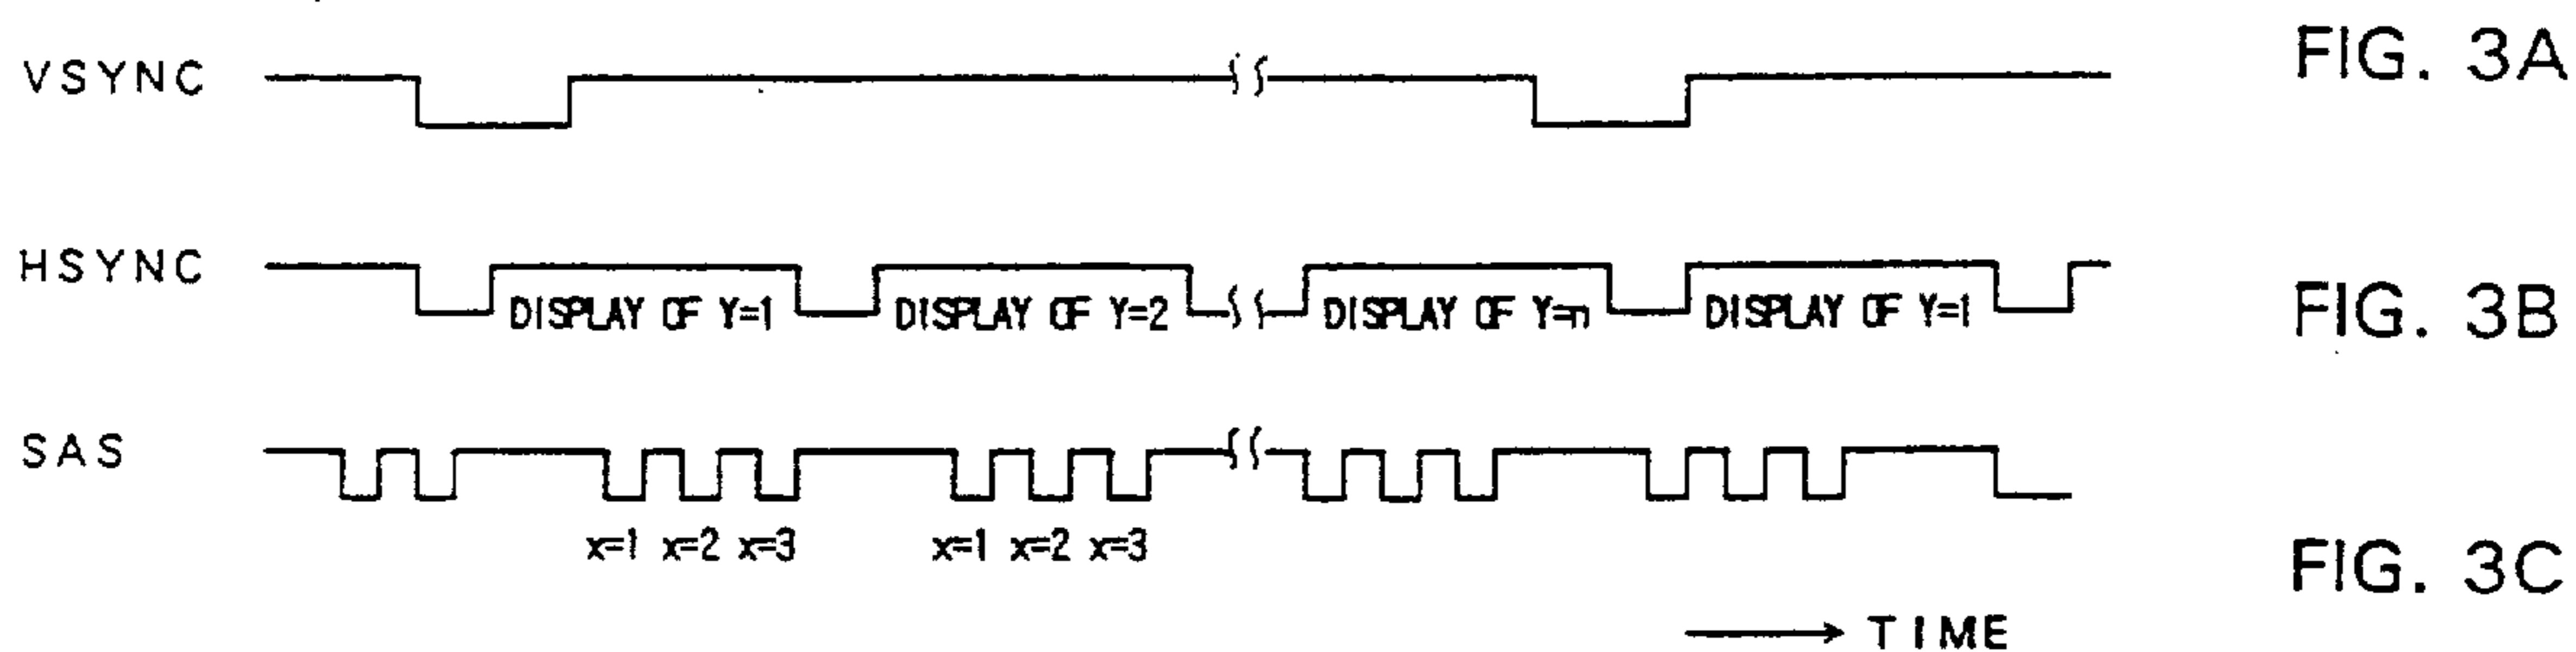 VSYNC
FIG. 3A
HSYNC
DISPLAY OF Y=1
DISPLAY OF Y=2
DISPLAY OF Y=n
DISPLAY OF Y=1
FIG. 3B
SAS
x=1 x=2 x=3
x=1 x=2 x=3
FIG. 3C
TIME